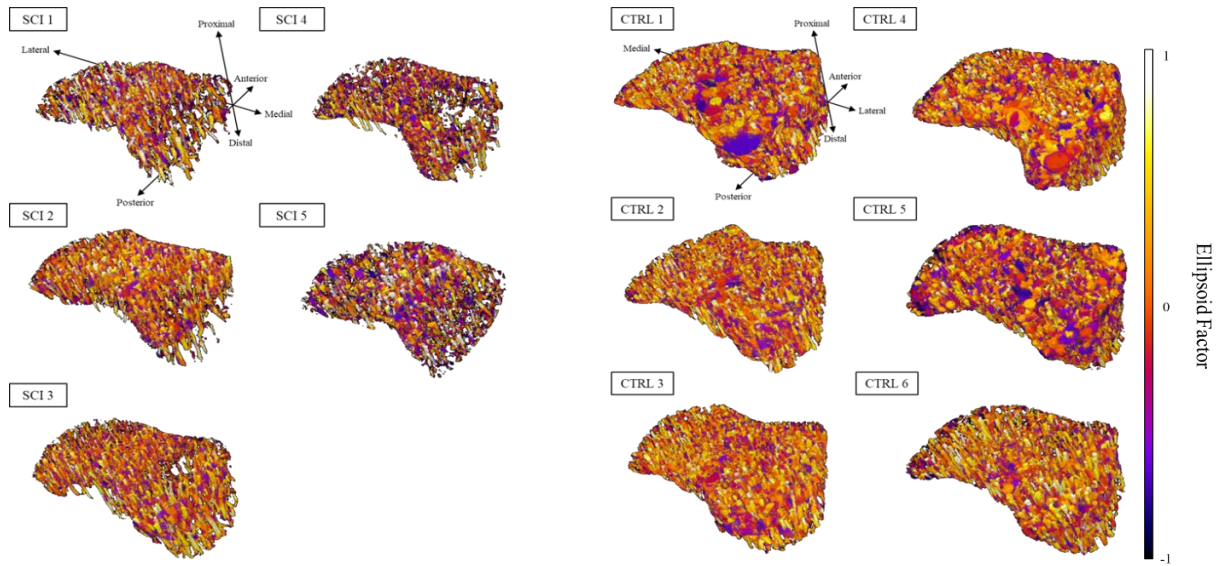 SCI 1
SCI 4
CTRL 1
CTRL 4
Proximal
Lateral
Anterior
Medial
Distal
Posterior
Proximal
Medial
Anterior
Lateral
Distal
Posterior
1
SCI 2
SCI 5
CTRL 2
CTRL 5
0
Ellipsoid Factor
SCI 3
CTRL 3
CTRL 6
-1